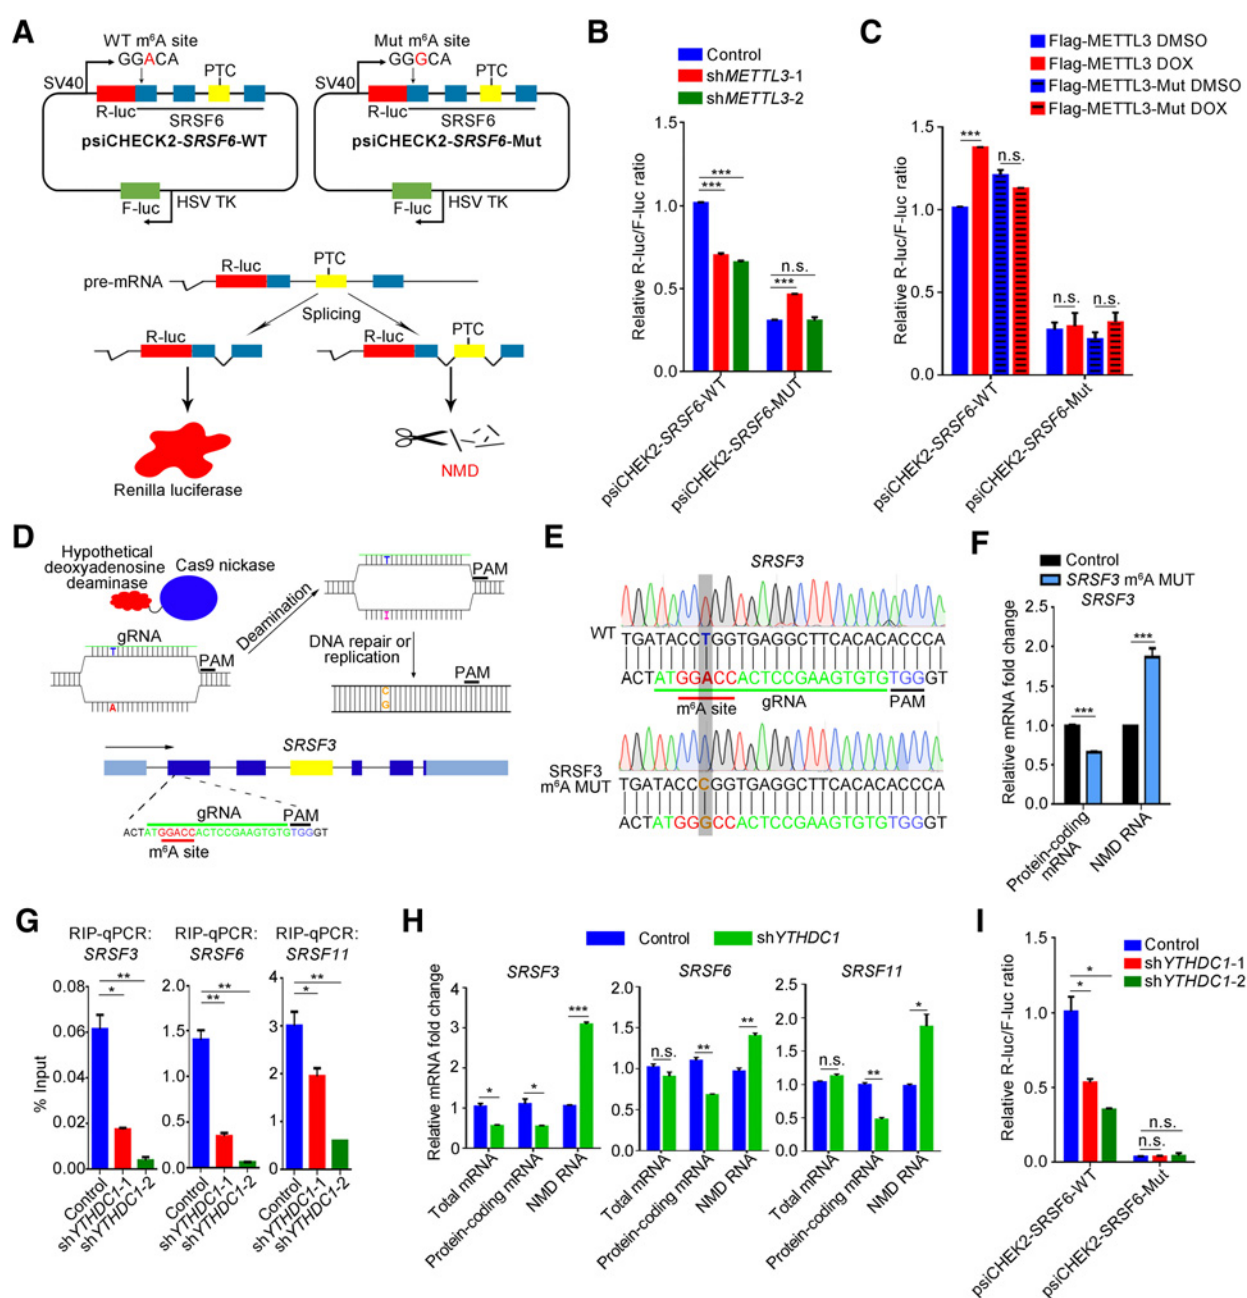 A
WT m⁶A site
GGACA
SV40
PTC
R-luc
SRSF6
psiCHECK2-SRSF6-WT
F-luc
HSV TK
Mut m⁶A site
GGGCA
SV40
PTC
R-luc
SRSF6
psiCHECK2-SRSF6-Mut
F-luc
HSV TK
pre-mRNA
R-luc
PTC
Splicing
R-luc
R-luc
PTC
Renilla luciferase
NMD
B
Control
shMETTL3-1
shMETTL3-2
Relative R-luc/F-luc ratio
1.5
1.0
0.5
0.0
***
***
n.s.
***
psiCHEK2-SRSF6-WT
psiCHEK2-SRSF6-MUT
C
Flag-METTL3 DMSO
Flag-METTL3 DOX
Flag-METTL3-Mut DMSO
Flag-METTL3-Mut DOX
Relative R-luc/F-luc ratio
1.5
1.0
0.5
0.0
***
n.s.
n.s.
n.s.
psiCHEK2-SRSF6-WT
psiCHEK2-SRSF6-Mut
D
Hypothetical
deoxyadenosine
deaminase
Cas9 nickase
gRNA
T
PAM
A
Deamination
T
PAM
I
DNA repair or
replication
PAM
C
G
SRSF3
gRNA
PAM
ACTATGGACCACTCCGAAGTGTGTGGGT
m⁶A site
E
SRSF3
WT
TGATACCTGGTGAGGCTTCACACACCCA
ACTATGGACCACTCCGAAGTGTGTGGGT
gRNA
PAM
m⁶A site
SRSF3
m⁶A MUT
TGATACCCGGTGAGGCTTCACACACCCA
ACTATGGGCCACTCCGAAGTGTGTGGGT
F
Control
SRSF3 m⁶A MUT
SRSF3
Relative mRNA fold change
2.5
2.0
1.5
1.0
0.5
0.0
***
***
Protein-coding
mRNA
NMD RNA
G
RIP-qPCR:
SRSF3
RIP-qPCR:
SRSF6
RIP-qPCR:
SRSF11
% Input
0.08
0.06
0.04
0.02
0.00
**
*
2.0
1.5
1.0
0.5
0.0
**
**
4
3
2
1
0
**
*
Control
shYTHDC1-1
shYTHDC1-2
Control
shYTHDC1-1
shYTHDC1-2
Control
shYTHDC1-1
shYTHDC1-2
H
Control
shYTHDC1
Relative mRNA fold change
SRSF3
4
3
2
1
0
*
*
***
Total mRNA
Protein-coding mRNA
NMD RNA
SRSF6
2.0
1.5
1.0
0.5
0.0
n.s.
**
**
Total mRNA
Protein-coding mRNA
NMD RNA
SRSF11
2.5
2.0
1.5
1.0
0.5
0.0
n.s.
**
*
Total mRNA
Protein-coding mRNA
NMD RNA
I
Control
shYTHDC1-1
shYTHDC1-2
Relative R-luc/F-luc ratio
1.5
1.0
0.5
0.0
*
*
n.s.
n.s.
psiCHEK2-SRSF6-WT
psiCHEK2-SRSF6-Mut